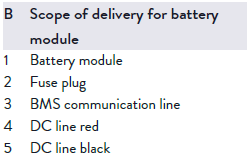 B Scope of delivery for battery
module
1 Battery module
2 Fuse plug
3 BMS communication line
4 DC line red
5 DC line black